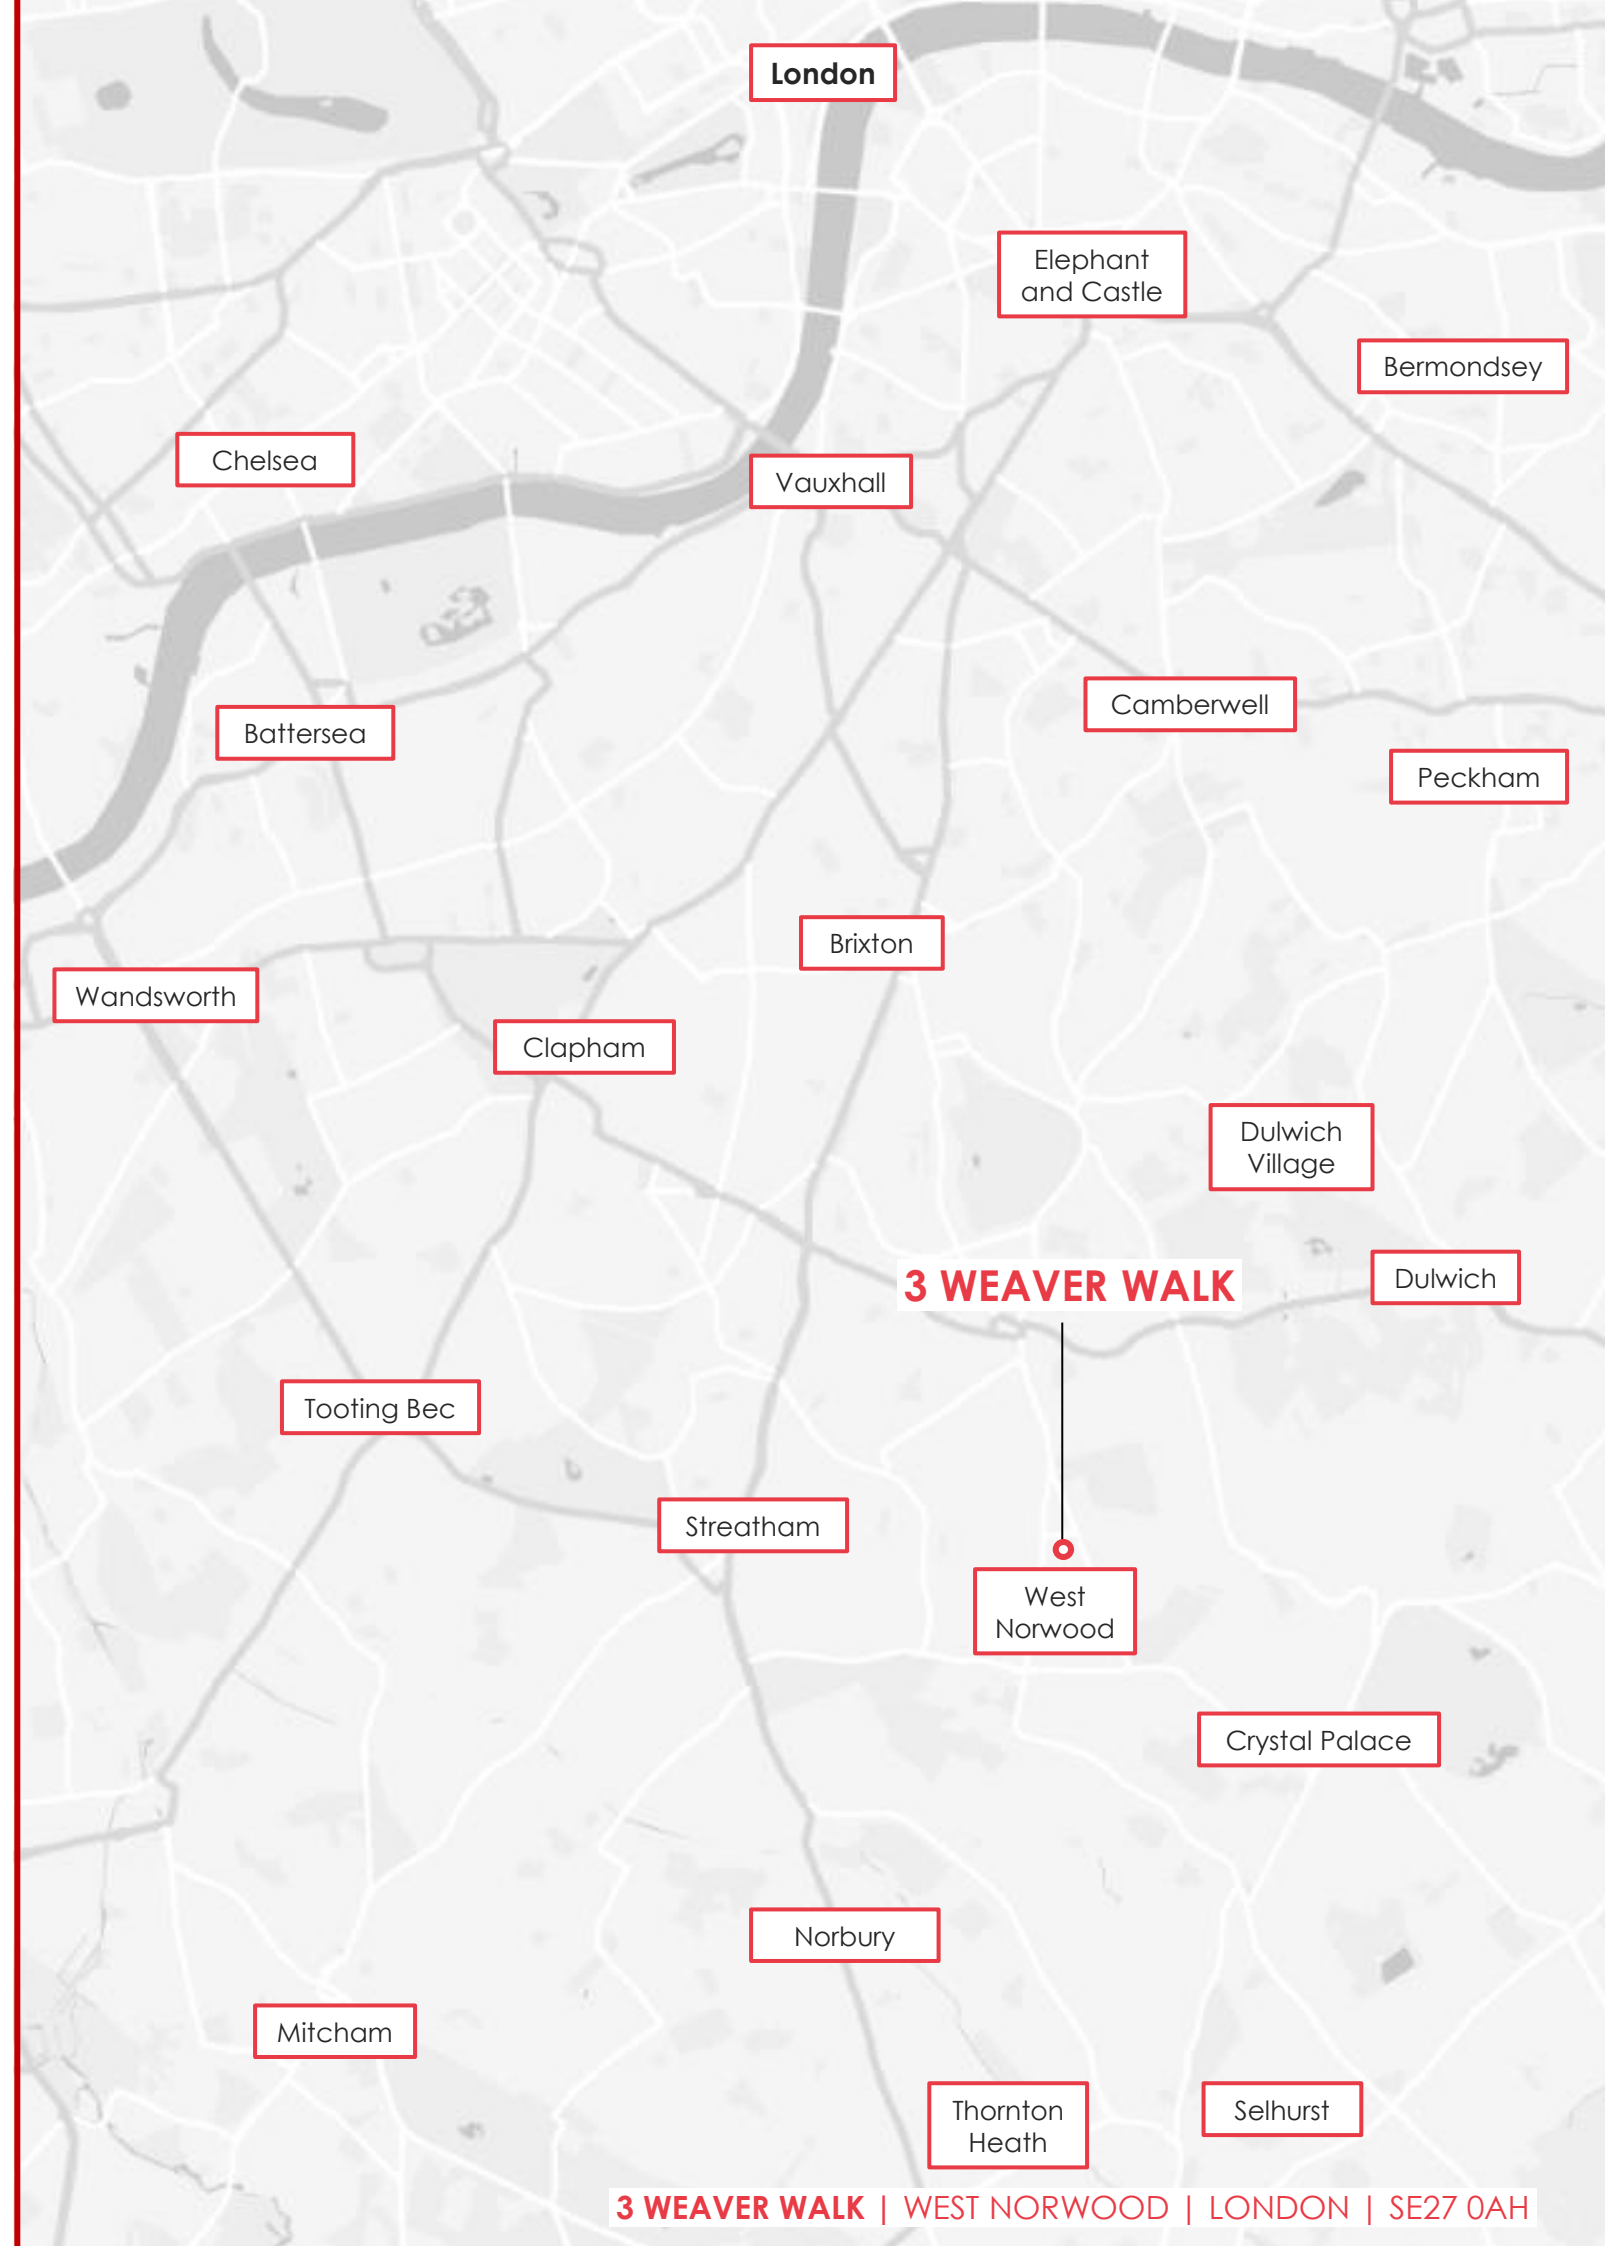 London
Elephant
and Castle
Bermondsey
Chelsea
Vauxhall
Camberwell
Battersea
Peckham
Brixton
Wandsworth
Clapham
Dulwich
Village
Dulwich
3 WEAVER WALK
Tooting Bec
Streatham
West
Norwood
Crystal Palace
Norbury
Mitcham
Thornton
Heath
Selhurst
3 WEAVER WALK | WEST NORWOOD | LONDON | SE27 0AH